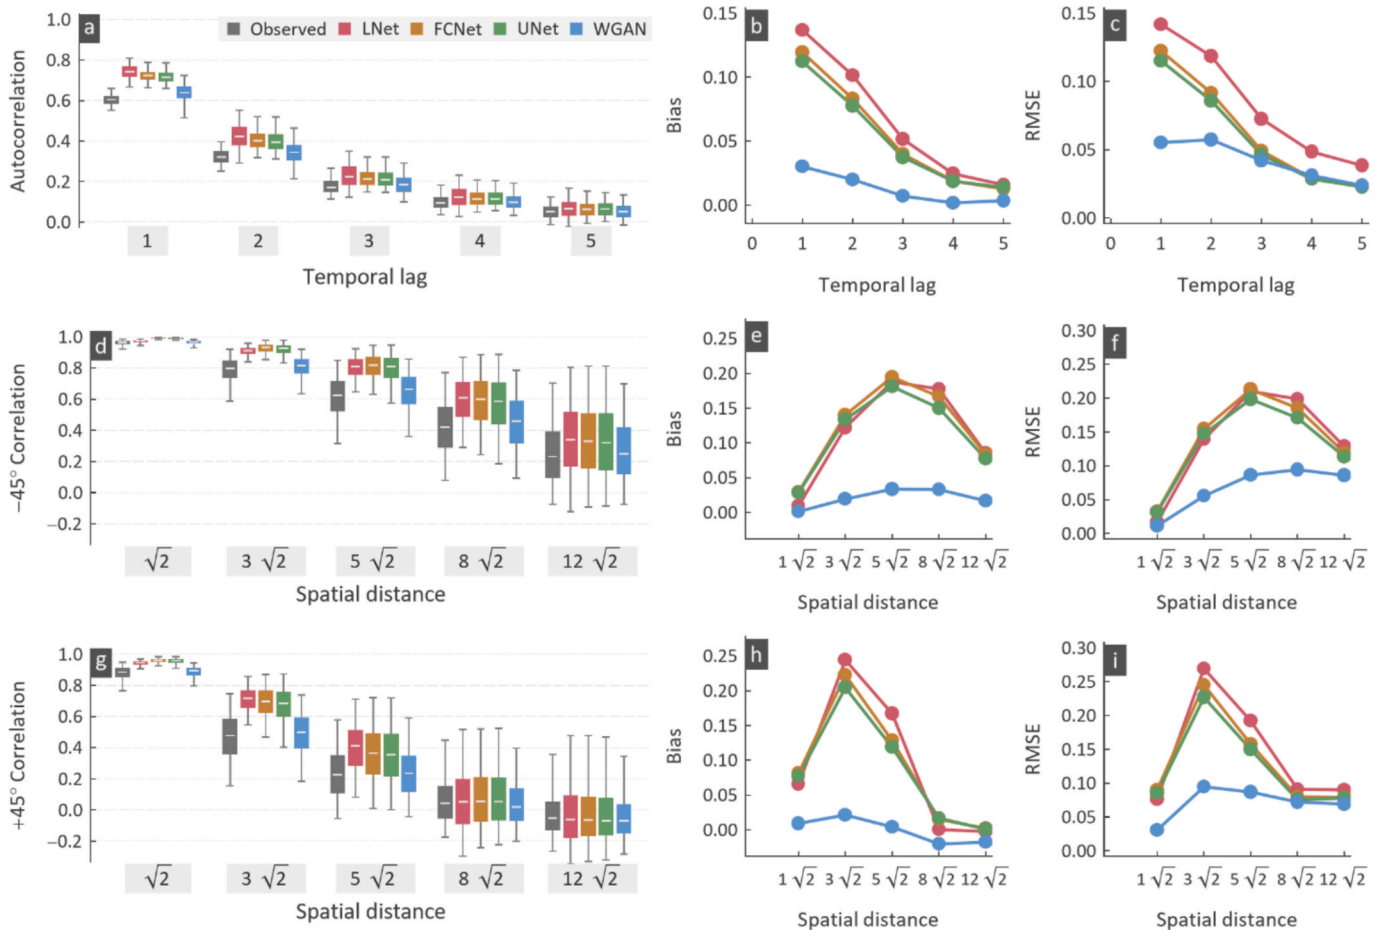 a
Observed LNet FCNet UNet WGAN
Autocorrelation
1.0
0.8
0.6
0.4
0.2
0.0
1 2 3 4 5
Temporal lag
b
Bias
0.15
0.10
0.05
0.00
0 1 2 3 4 5
Temporal lag
c
RMSE
0.15
0.10
0.05
0.00
0 1 2 3 4 5
Temporal lag
d
−45° Correlation
1.0
0.8
0.6
0.4
0.2
0.0
−0.2
√2 3 √2 5 √2 8 √2 12 √2
Spatial distance
e
Bias
0.25
0.20
0.15
0.10
0.05
0.00
1 √2 3 √2 5 √2 8 √2 12 √2
Spatial distance
f
RMSE
0.30
0.25
0.20
0.15
0.10
0.05
0.00
1 √2 3 √2 5 √2 8 √2 12 √2
Spatial distance
g
+45° Correlation
1.0
0.8
0.6
0.4
0.2
0.0
−0.2
√2 3 √2 5 √2 8 √2 12 √2
Spatial distance
h
Bias
0.25
0.20
0.15
0.10
0.05
0.00
1 √2 3 √2 5 √2 8 √2 12 √2
Spatial distance
i
RMSE
0.30
0.25
0.20
0.15
0.10
0.05
0.00
1 √2 3 √2 5 √2 8 √2 12 √2
Spatial distance